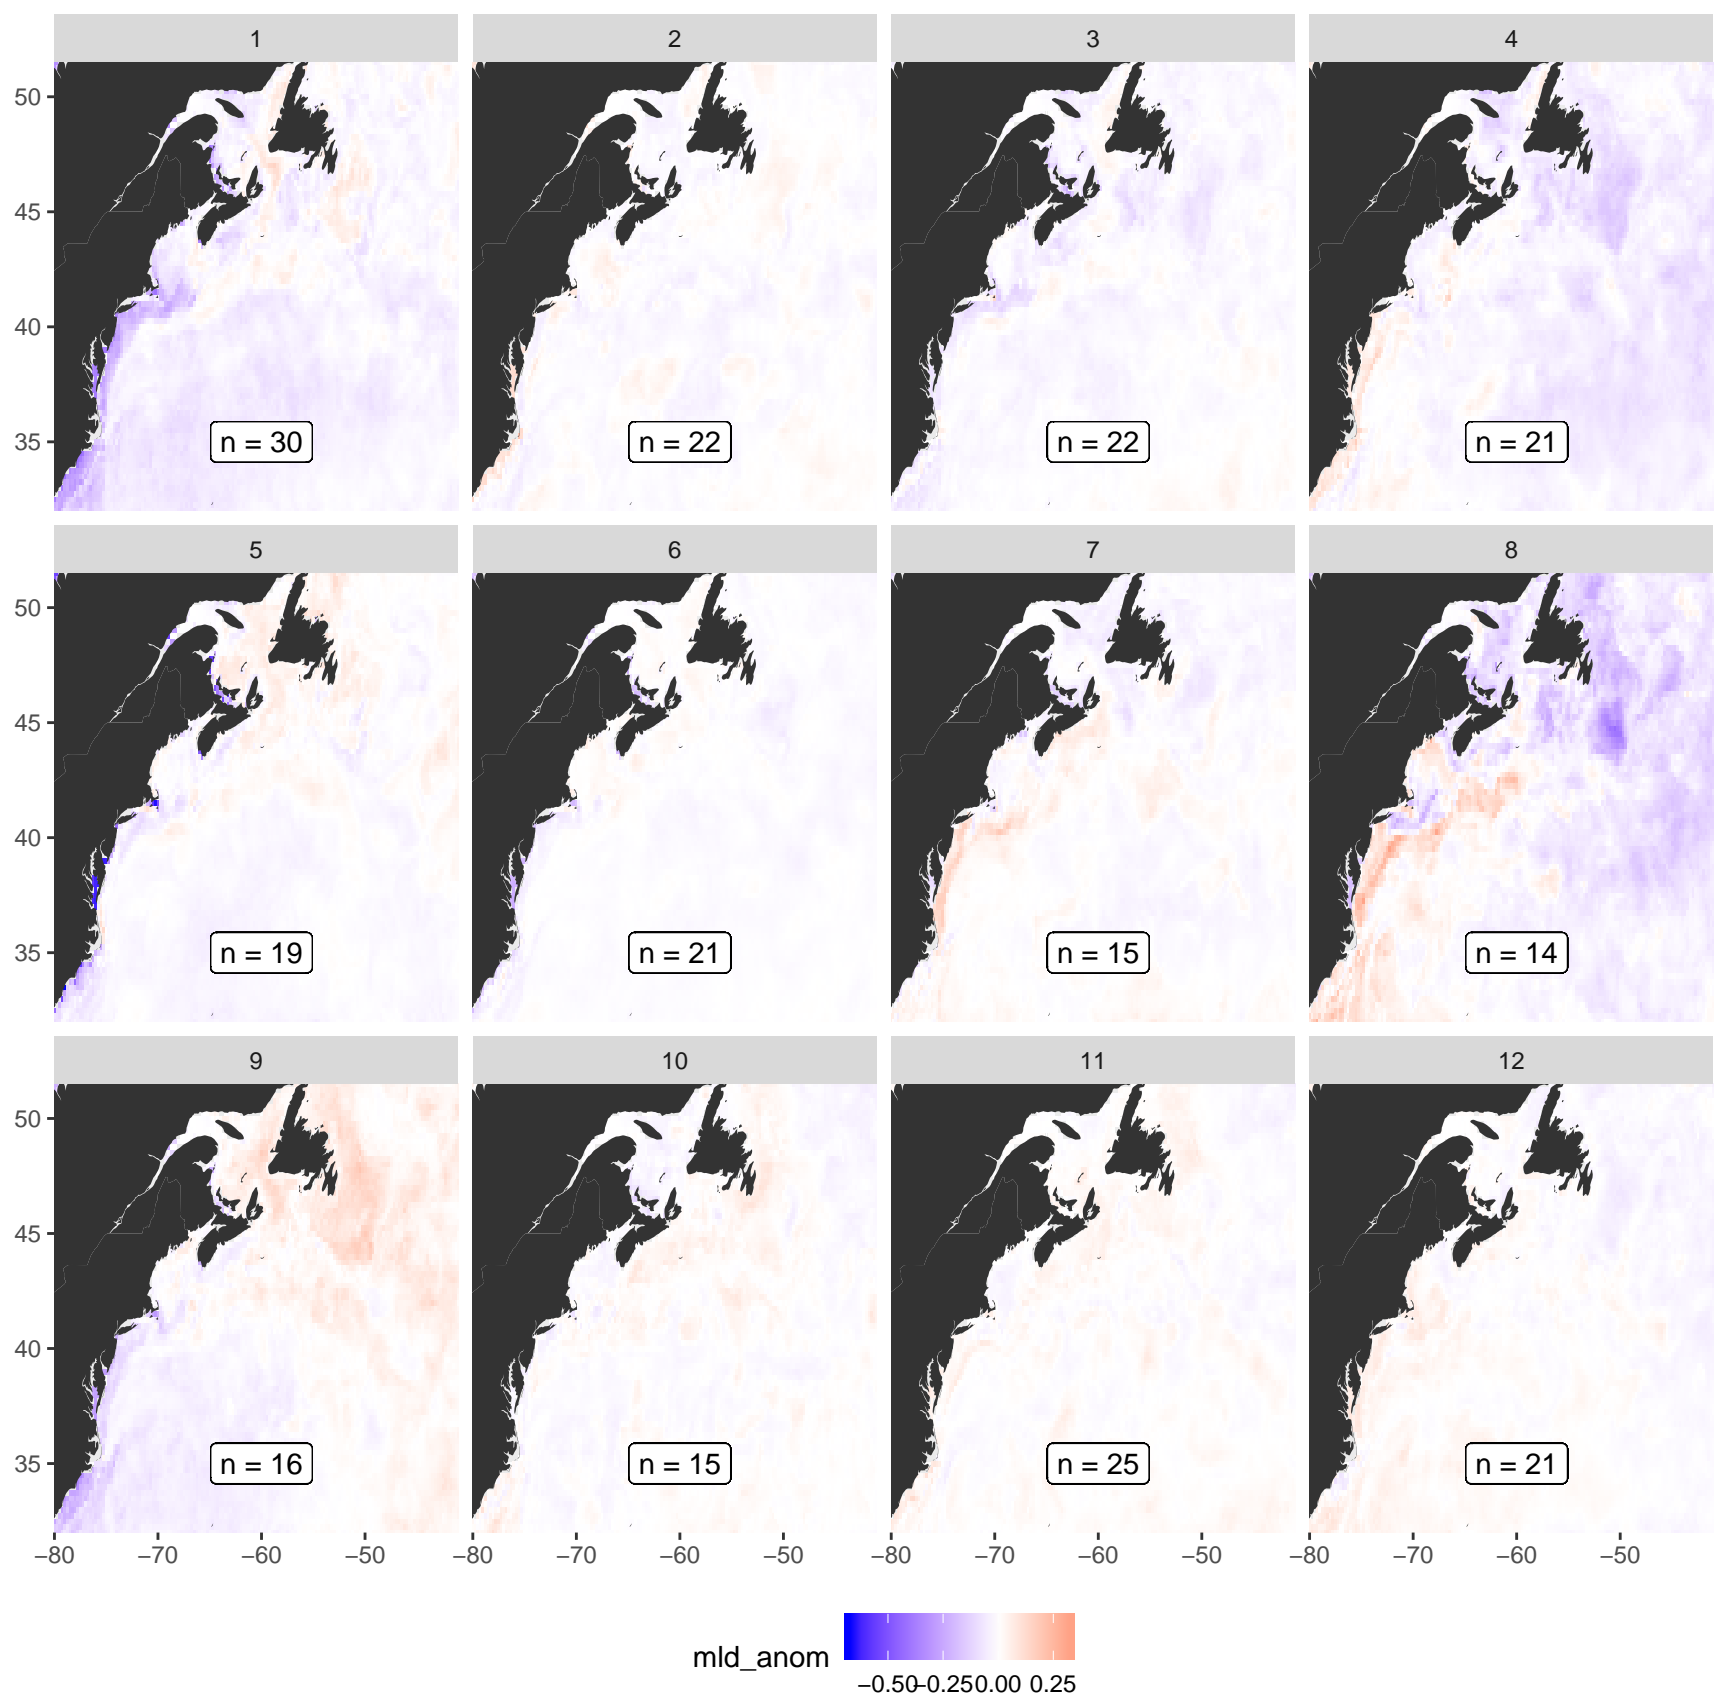 1 2 3 4
50
45
40
35
n = 30 n = 22 n = 22 n = 21
5 6 7 8
50
45
40
35
n = 19 n = 21 n = 15 n = 14
9 10 11 12
50
45
40
35
n = 16 n = 15 n = 25 n = 21
−80 −70 −60 −50 −80 −70 −60 −50 −80 −70 −60 −50 −80 −70 −60 −50
mld_anom
−0.50 −0.25 0.00 0.25